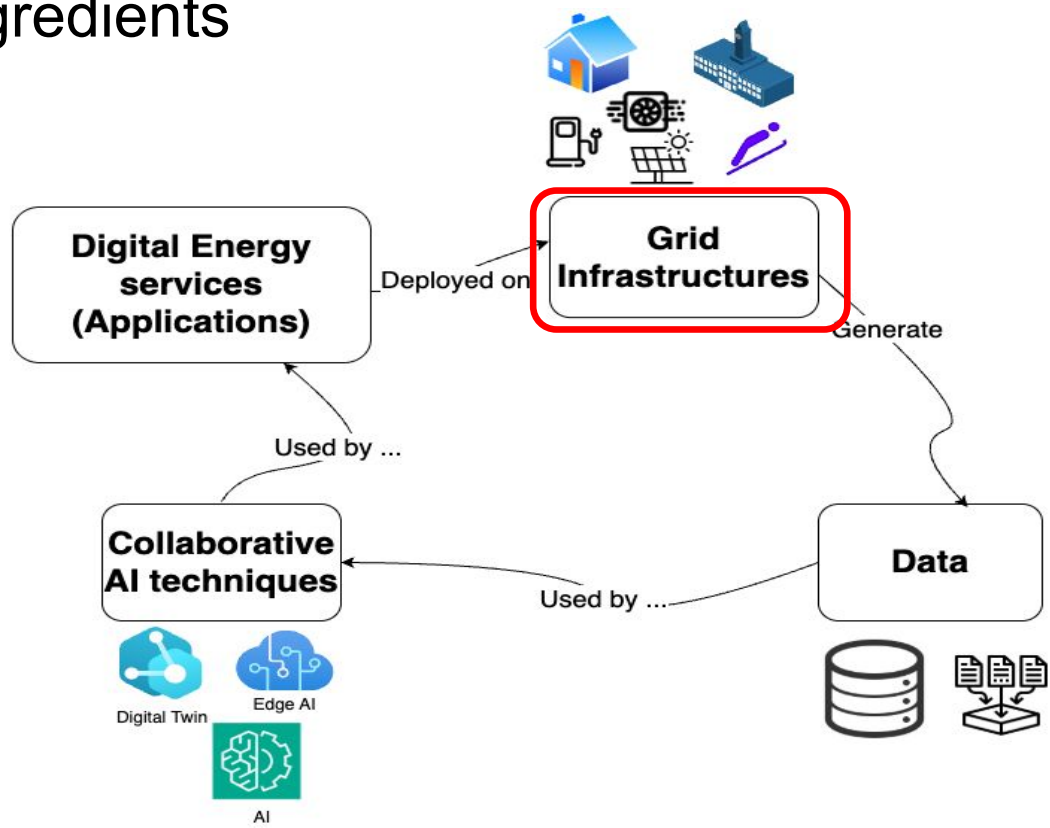 gredients
Grid
Infrastructures
Digital Energy
services
(Applications)
Deployed on
Generate
Used by ...
Collaborative
AI techniques
Data
Used by ...
Digital Twin
Edge AI
AI